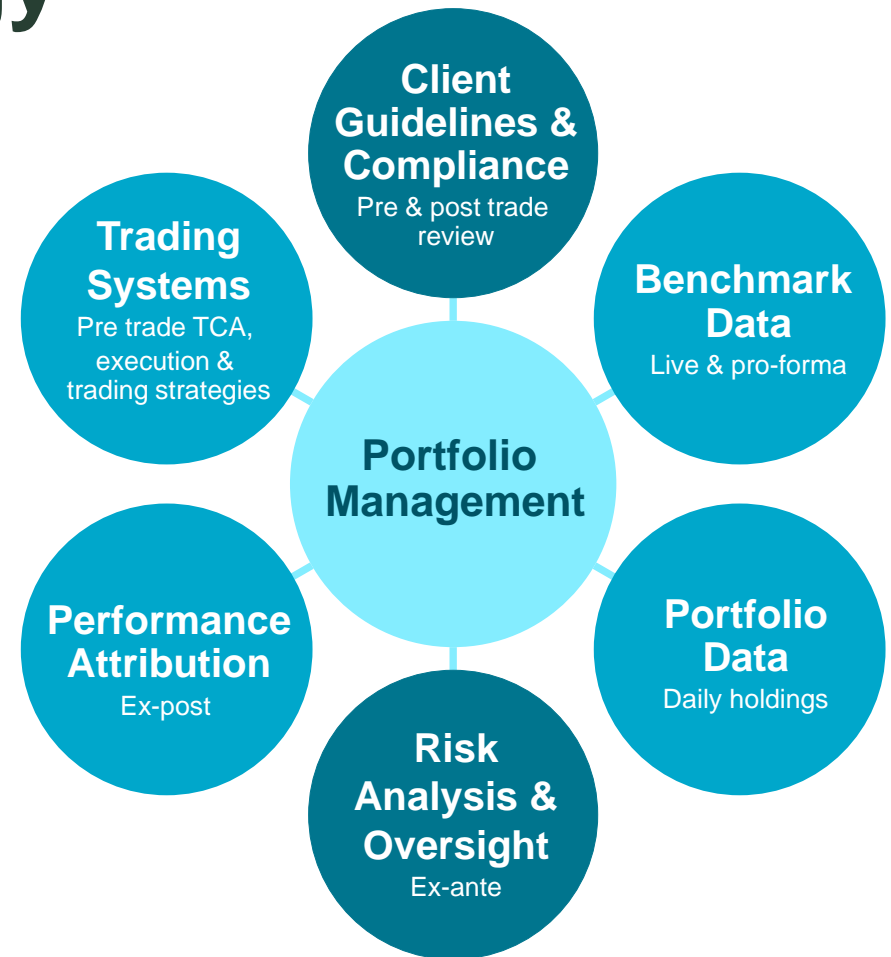 Client
Guidelines &
Compliance
Pre & post trade
review
Trading
Systems
Pre trade TCA,
execution &
trading strategies
Benchmark
Data
Live & pro-forma
Portfolio
Management
Performance
Attribution
Ex-post
Portfolio
Data
Daily holdings
Risk
Analysis &
Oversight
Ex-ante